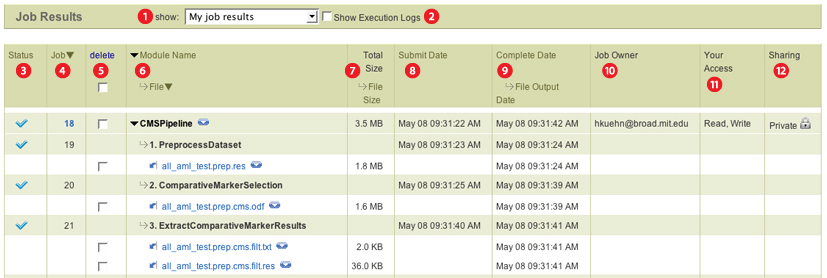 Job Results 1 show: My job results Show Execution Logs 2
Status Job▼ delete ▼Module Name Total Size Submit Date Complete Date Job Owner Your Access Sharing
3 4 5 6 7 8 9 10 11 12
↳File▼ ↳File Size ↳File Output Date
18 ▼CMSPipeline 3.5 MB May 08 09:31:22 AM May 08 09:31:42 AM hkuehn@broad.mit.edu Read, Write Private
19 ↳1. PreprocessDataset May 08 09:31:23 AM May 08 09:31:24 AM
all_aml_test.prep.res 1.8 MB May 08 09:31:24 AM
20 ↳2. ComparativeMarkerSelection May 08 09:31:25 AM May 08 09:31:39 AM
all_aml_test.prep.cms.odf 1.6 MB May 08 09:31:39 AM
21 ↳3. ExtractComparativeMarkerResults May 08 09:31:40 AM May 08 09:31:41 AM
all_aml_test.prep.cms.filt.txt 2.0 KB May 08 09:31:41 AM
all_aml_test.prep.cms.filt.res 36.0 KB May 08 09:31:41 AM